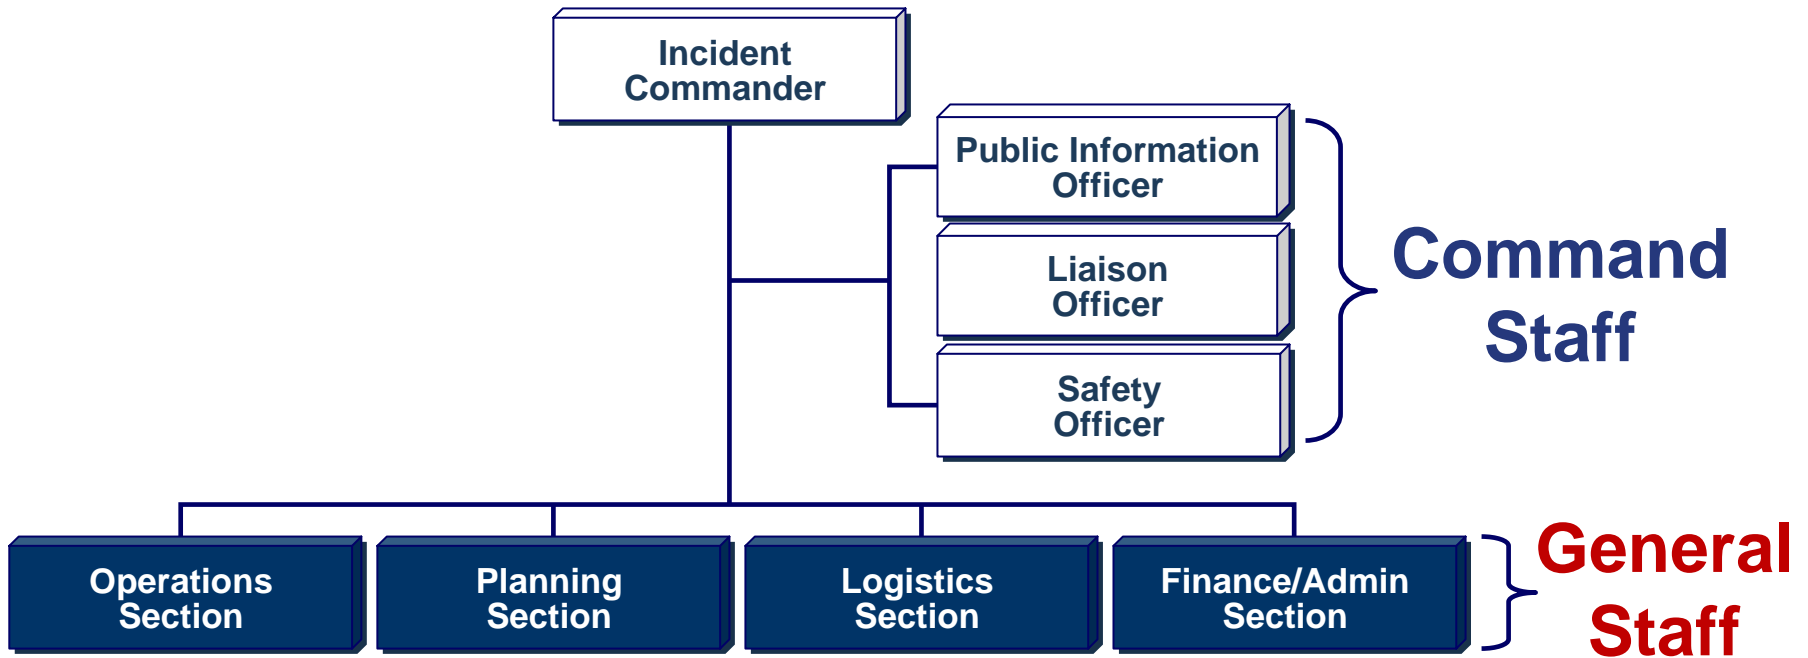 Incident
Commander
Public Information
Officer
Liaison
Officer
Safety
Officer
Command
Staff
Operations
Section
Planning
Section
Logistics
Section
Finance/Admin
Section
General
Staff